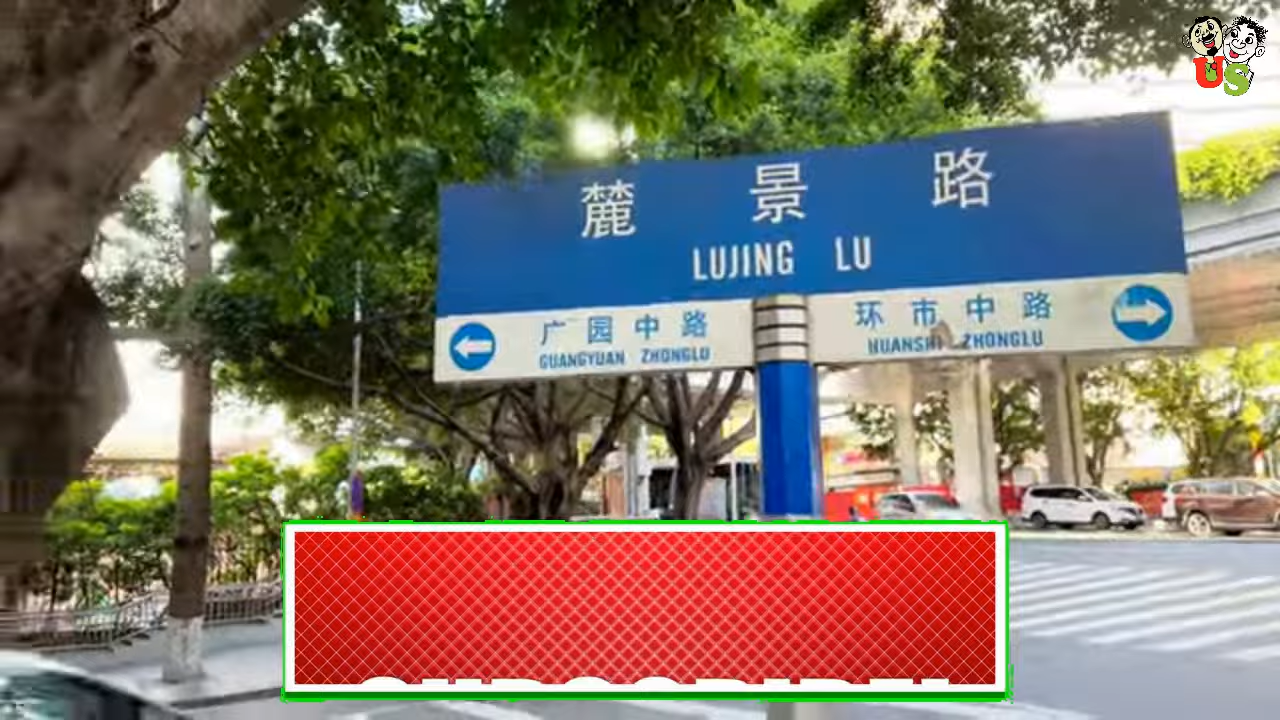 US
麓 景 路
LUJING LU
广 园 中 路
GUANGYUAN ZHONGLU
环 市 中 路
HUANSHI ZHONGLU